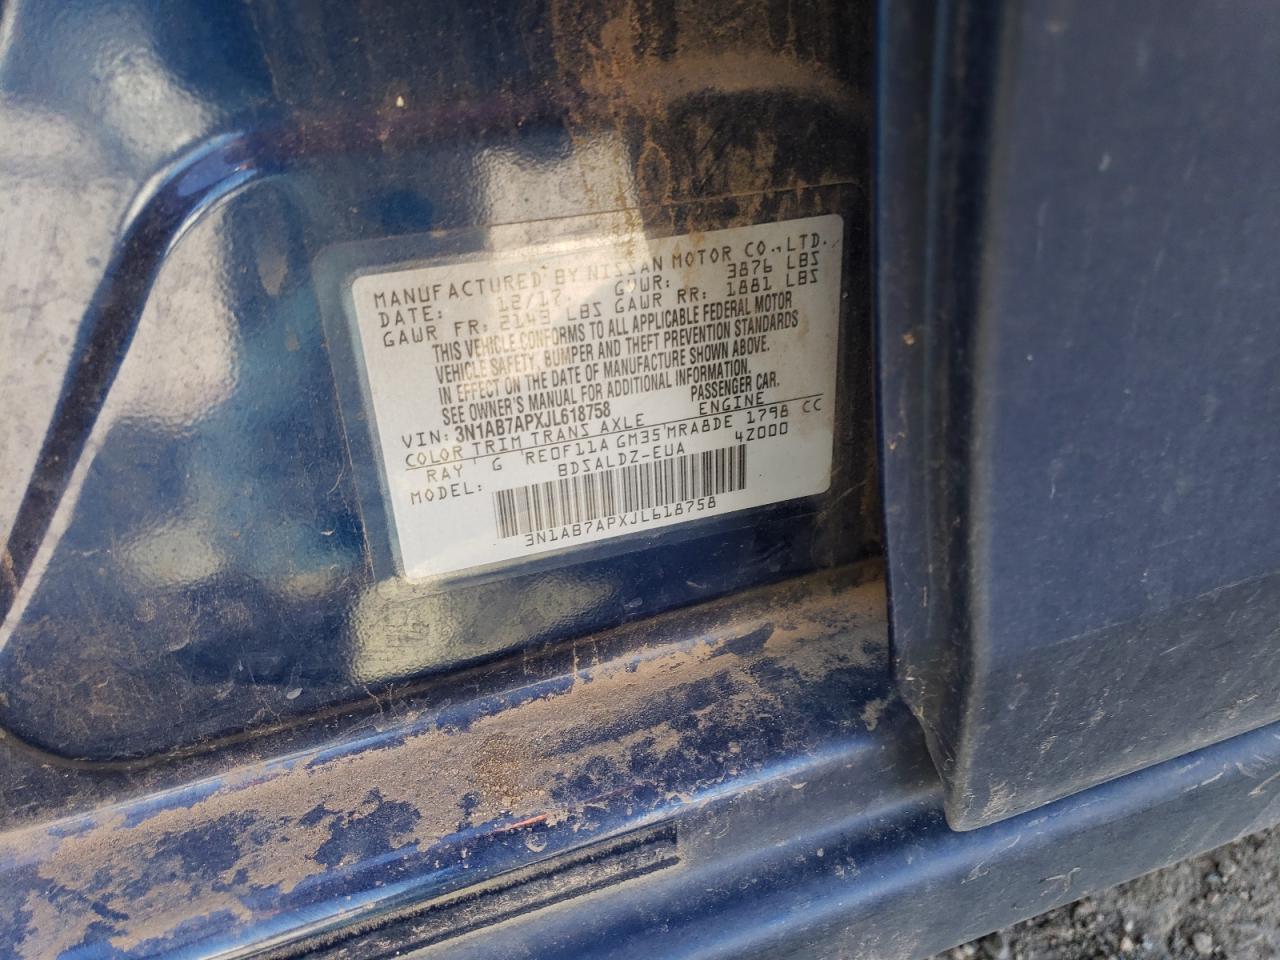 MANUFACTURED BY NISSAN MOTOR CO., LTD.
DATE: 12/17 GVWR: 3876 LBS
GAWR FR: 2149 LBS GAWR RR: 1881 LBS
THIS VEHICLE CONFORMS TO ALL APPLICABLE FEDERAL MOTOR
VEHICLE SAFETY, BUMPER AND THEFT PREVENTION STANDARDS
IN EFFECT ON THE DATE OF MANUFACTURE SHOWN ABOVE.
SEE OWNER'S MANUAL FOR ADDITIONAL INFORMATION.
VIN: 3N1AB7APXJL618758 PASSENGER CAR.
COLOR TRIM TRANS AXLE ENGINE
RAY G RE0F11A GM35 MRA8DE 1798 CC
MODEL: BDSALDZ-EUA 4Z000
3N1AB7APXJL618758